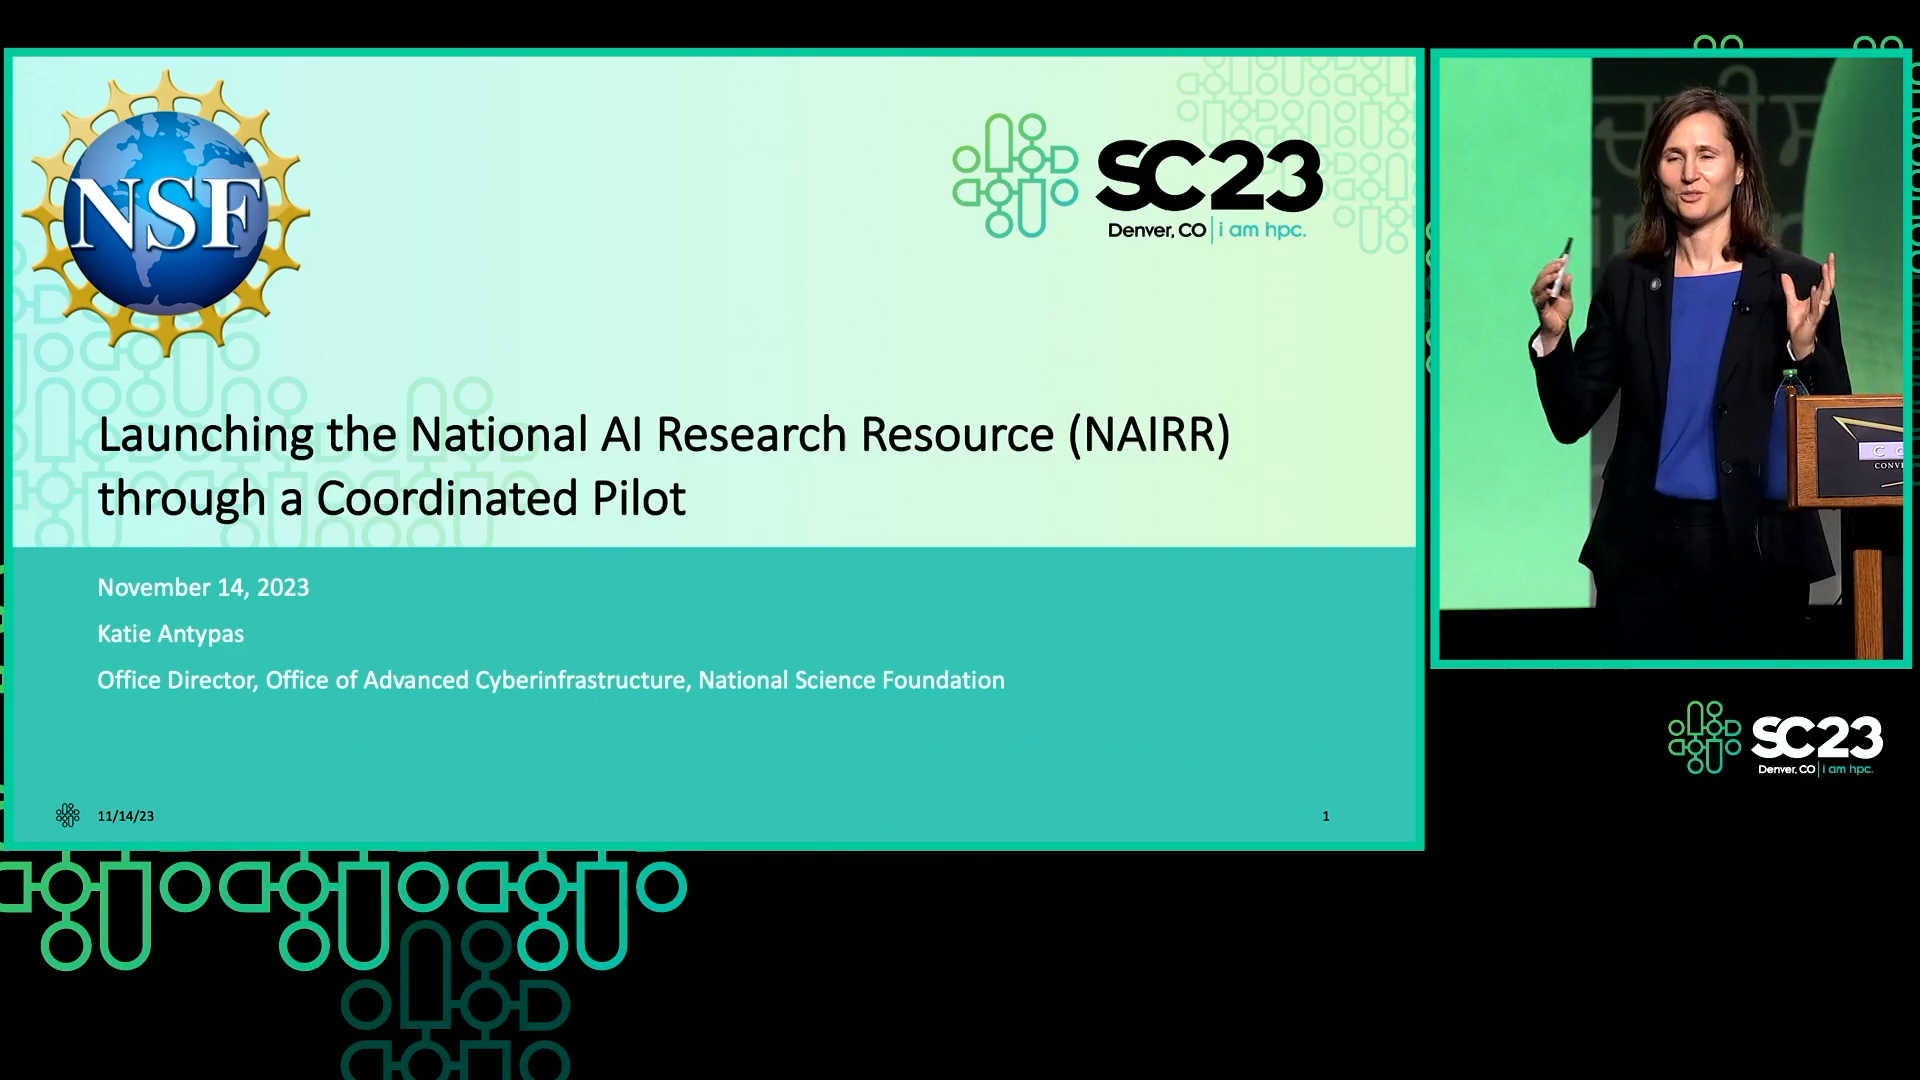 NSF
SC23
Denver, CO | i am hpc.
Launching the National AI Research Resource (NAIRR)
through a Coordinated Pilot
November 14, 2023
Katie Antypas
Office Director, Office of Advanced Cyberinfrastructure, National Science Foundation
11/14/23
1
SC23
Denver, CO | i am hpc.